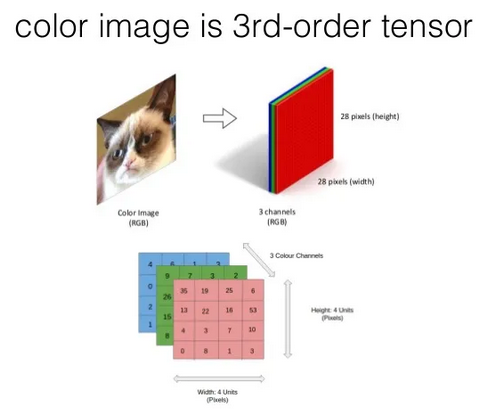 color image is 3rd-order tensor
28 pixels (height)
28 pixels (width)
Color Image
(RGB)
3 channels
(RGB)
3 Colour Channels
4 6 1 3
9 7 3 2
35 19 25 6
0
26
13 22 16 53
2
15
4 3 7 10
1
8
0 8 1 3
Height: 4 Units
(Pixels)
Width: 4 Units
(Pixels)